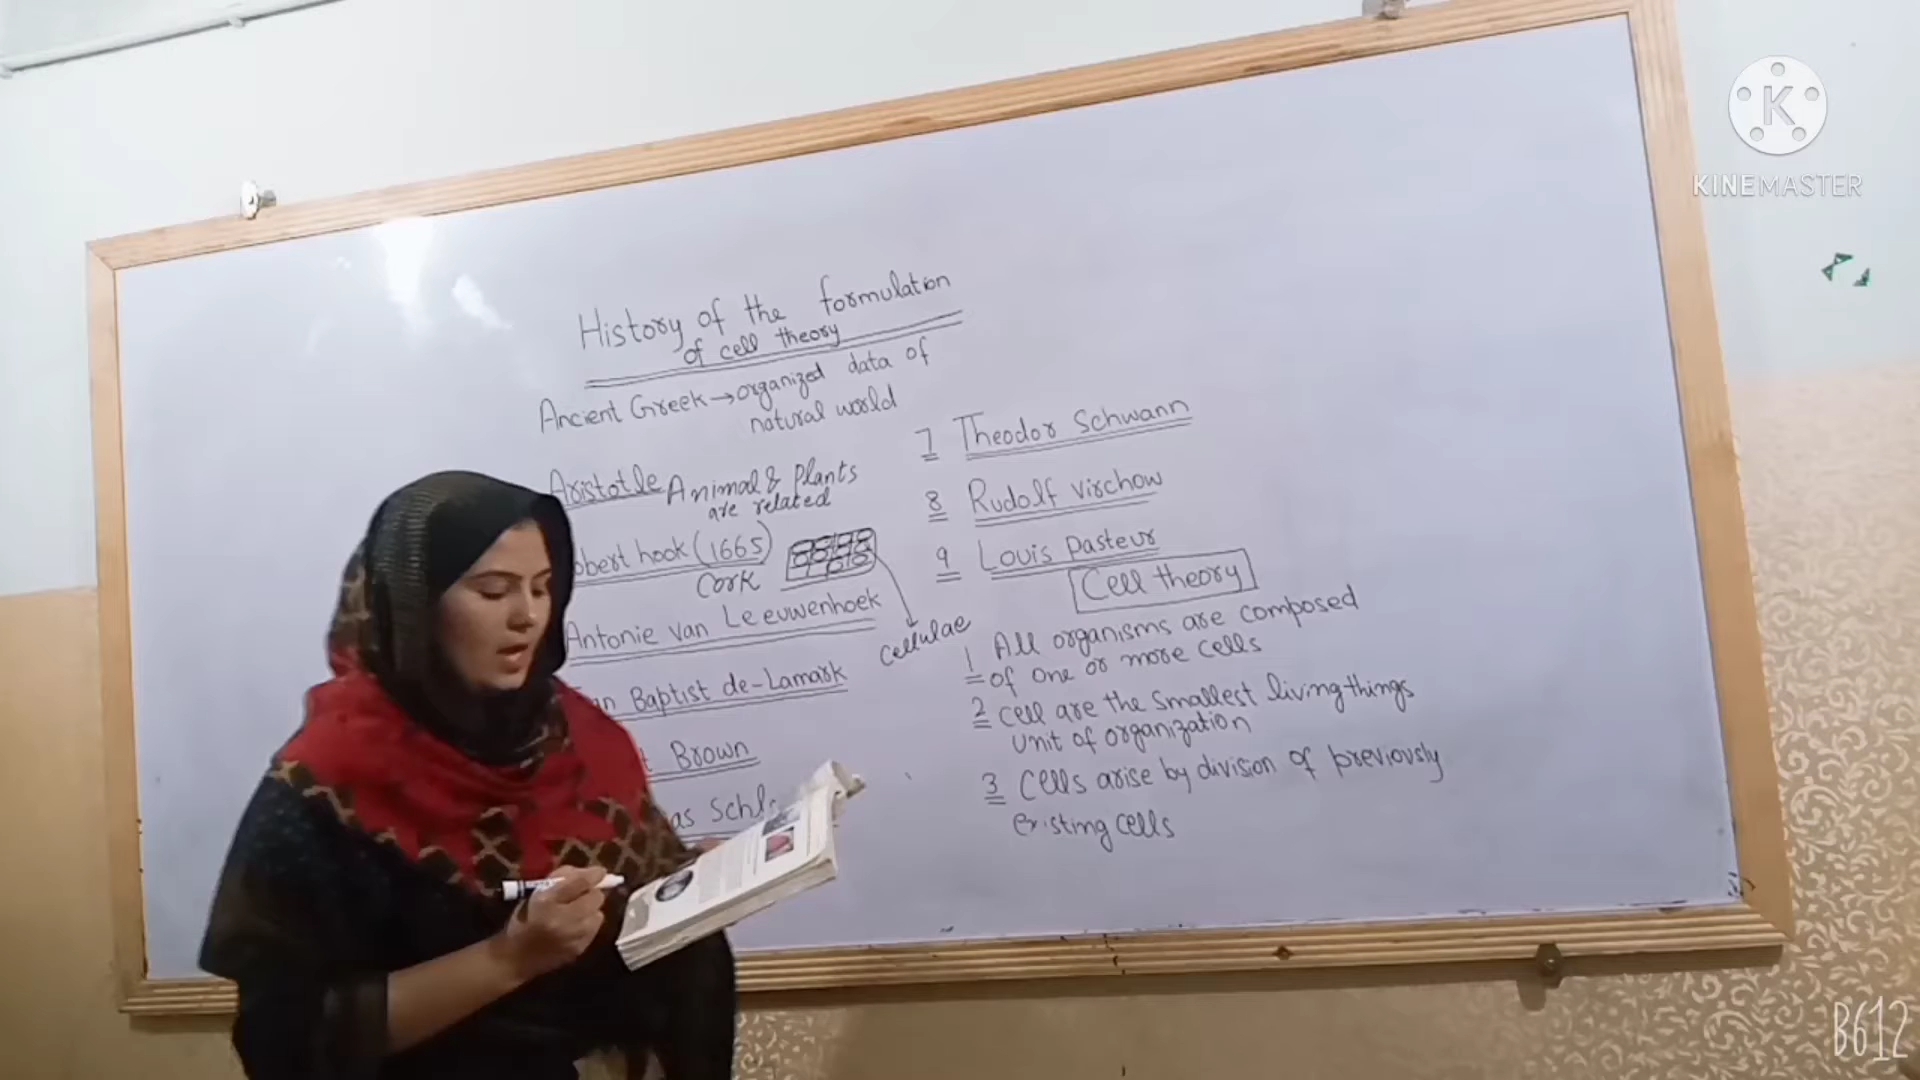 History of the formulation
of cell theory
Ancient Greek → organized data of
natural world
Aristotle Animal & Plants
are related
obert hook (1665)
Cork
Cellulae
Antonie van Leeuwenhoek
an Baptist de-Lamark
t Brown
as Schl
7 Theodor Schwann
8 Rudolf virchow
9 Louis pasteur
Cell theory
1 All organisms are composed
of one or more cells
2 Cell are the smallest living things
unit of organization
3 Cells arise by division of previously
existing cells
KINEMASTER
B612